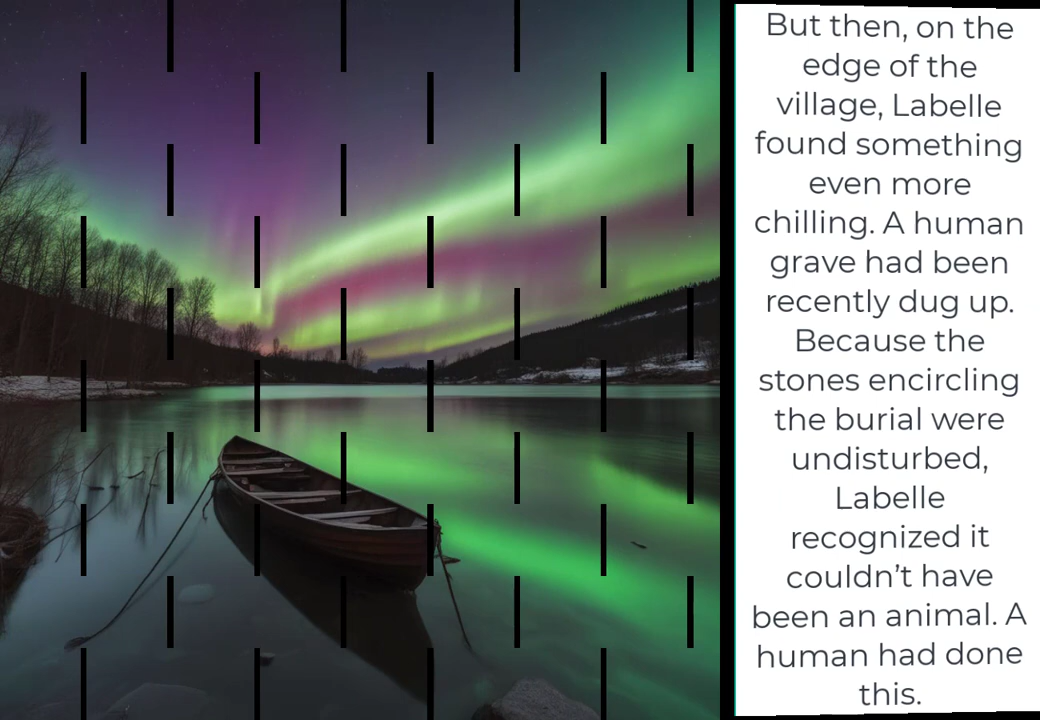 But then, on the
edge of the
village, Labelle
found something
even more
chilling. A human
grave had been
recently dug up.
Because the
stones encircling
the burial were
undisturbed,
Labelle
recognized it
couldn’t have
been an animal. A
human had done
this.